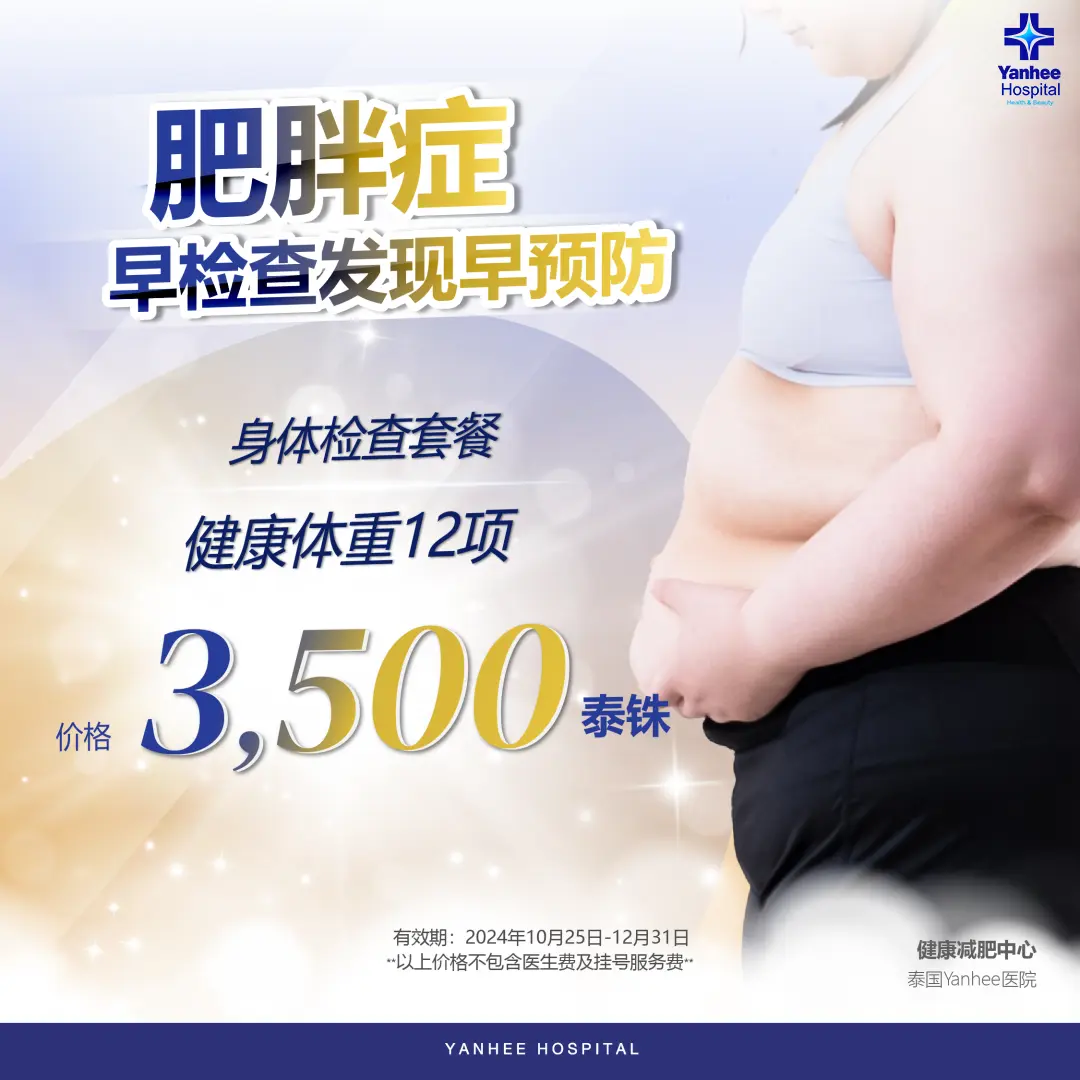 Yanhee
Hospital
Health & Beauty
肥胖症
早检查发现早预防
身体检查套餐
健康体重12项
价格 3,500 泰铢
有效期：2024年10月25日-12月31日
**以上价格不包含医生费及挂号服务费**
健康减肥中心
泰国Yanhee医院
YANHEE HOSPITAL